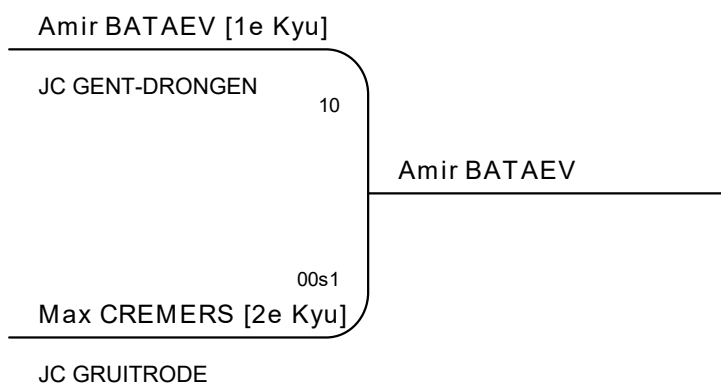 Amir BATAEV [1e Kyu]
JC GENT-DRONGEN
10
Amir BATAEV
00s1
Max CREMERS [2e Kyu]
JC GRUITRODE